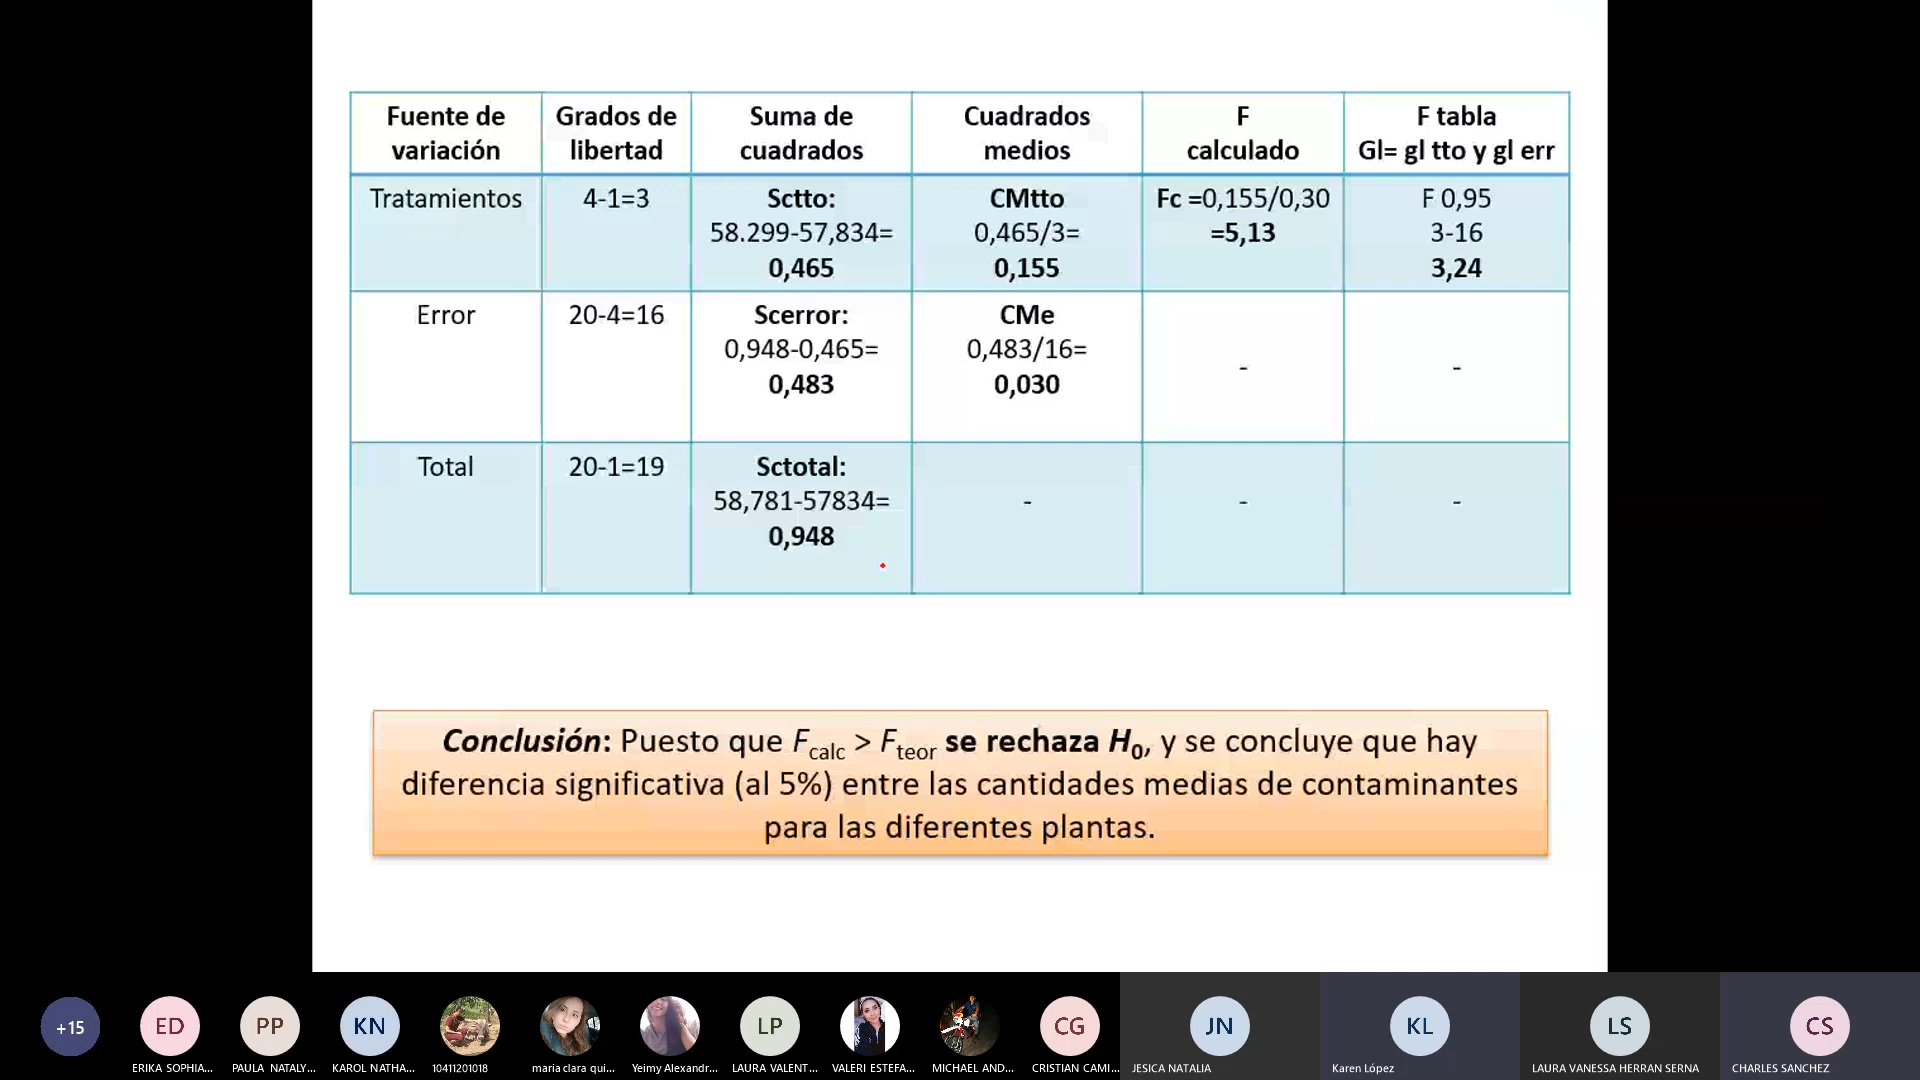 Fuente de variación
Grados de libertad
Suma de cuadrados
Cuadrados medios
F calculado
F tabla
Gl= gl tto y gl err
Tratamientos
4-1=3
Sctto:
58.299-57,834=
0,465
CMtto
0,465/3=
0,155
Fc =0,155/0,30
=5,13
F 0,95
3-16
3,24
Error
20-4=16
Scerror:
0,948-0,465=
0,483
CMe
0,483/16=
0,030
-
-
Total
20-1=19
Sctotal:
58,781-57834=
0,948
-
-
-
Conclusión: Puesto que Fcalc > Fteor se rechaza H0, y se concluye que hay
diferencia significativa (al 5%) entre las cantidades medias de contaminantes
para las diferentes plantas.
+15
ED
PP
KN
LP
CG
JN
KL
LS
CS
ERIKA SOPHIA...
PAULA NATALY...
KAROL NATHA...
10411201018
maria clara qui...
Yeimy Alexandr...
LAURA VALENT...
VALERI ESTEFA...
MICHAEL AND...
CRISTIAN CAMI...
JESICA NATALIA
Karen López
LAURA VANESSA HERRAN SERNA
CHARLES SANCHEZ